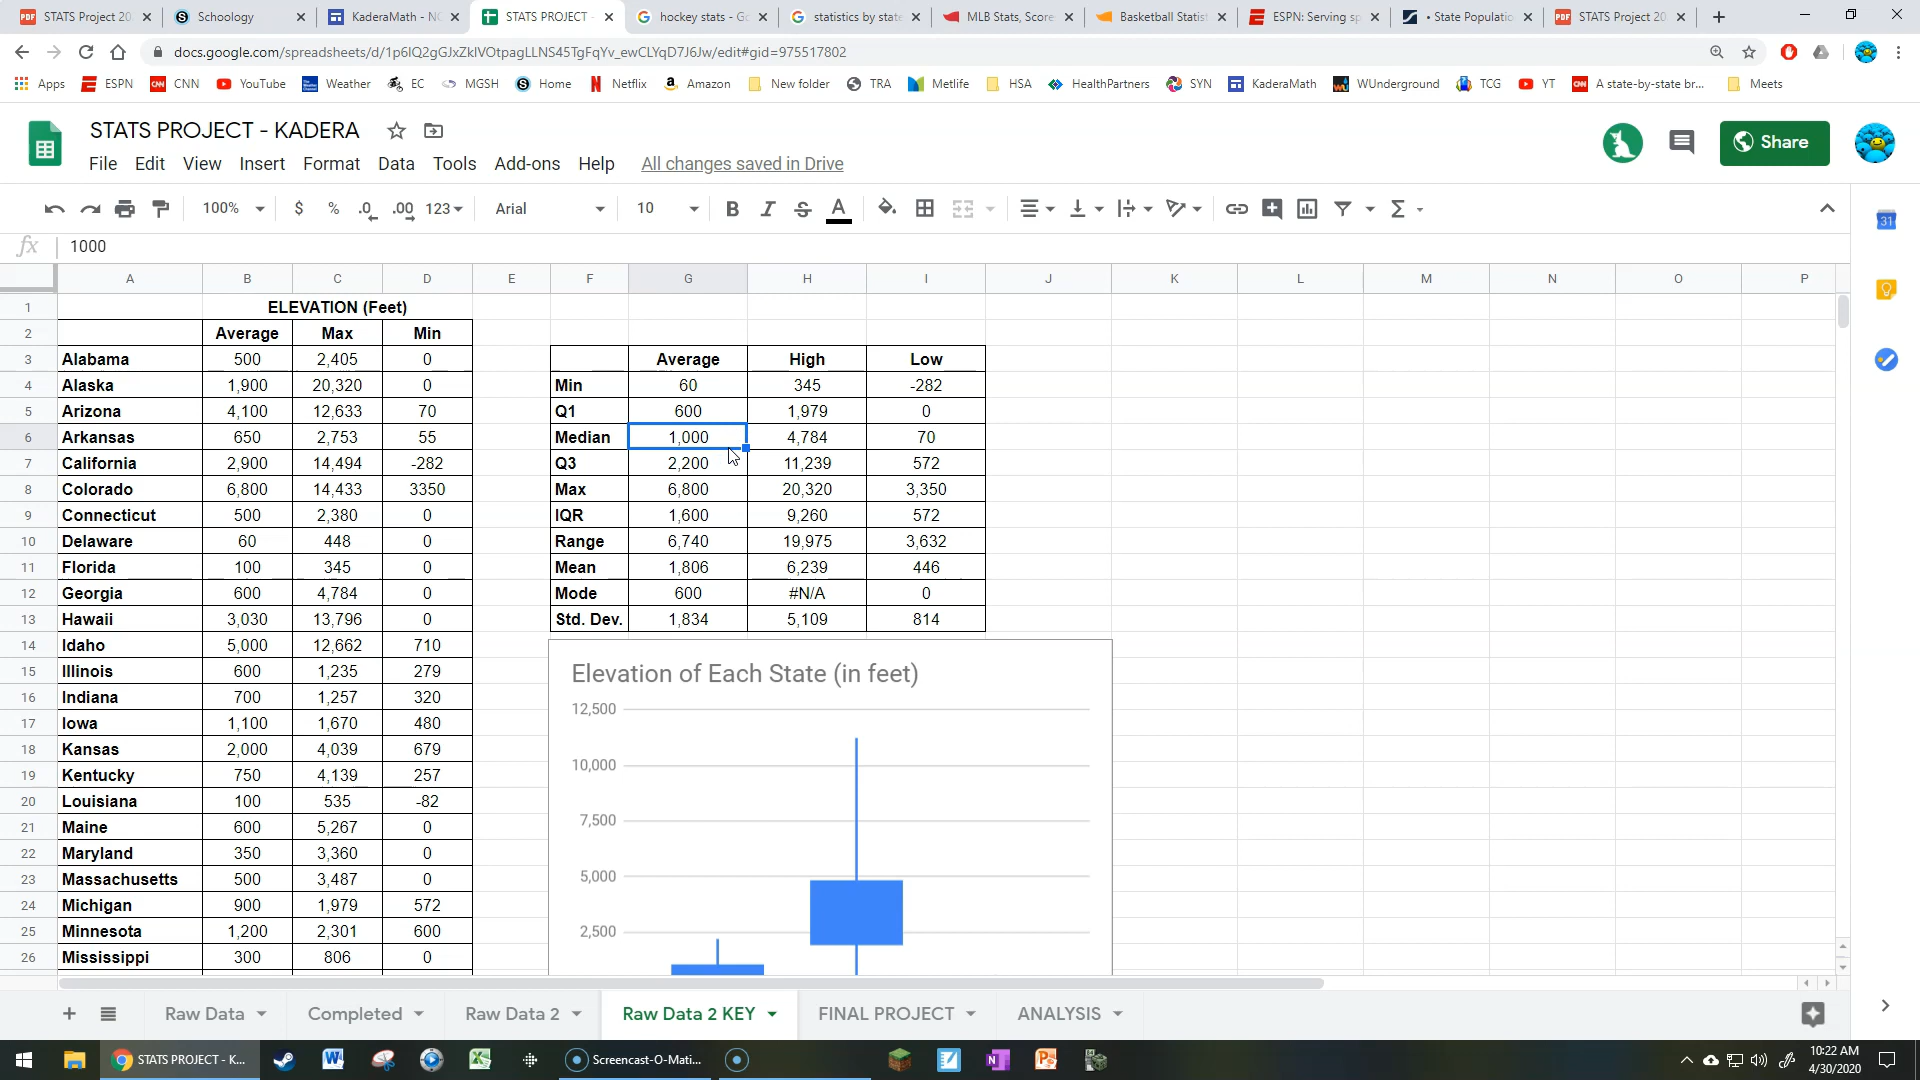 STATS Project 20
Schoology
KaderaMath - NC
STATS PROJECT -
hockey stats - Go
statistics by state
MLB Stats, Score
Basketball Statist
ESPN: Serving sp
• State Populatio
STATS Project 20
docs.google.com/spreadsheets/d/1p6IQ2gGJxZkIVOtpagLLNS45TgFqYv_ewCLYqD7J6Jw/edit#gid=975517802
Apps ESPN CNN YouTube Weather EC MGSH Home Netflix Amazon New folder TRA Metlife HSA HealthPartners SYN KaderaMath WUnderground TCG YT A state-by-state br... Meets
STATS PROJECT - KADERA
Share
File Edit View Insert Format Data Tools Add-ons Help All changes saved in Drive
100% $ % .0 .00 123 Arial 10 B I S A
fx 1000
A B C D E F G H I J K L M N O P
1 ELEVATION (Feet)
2 Average Max Min
3 Alabama 500 2,405 0 Average High Low
4 Alaska 1,900 20,320 0 Min 60 345 -282
5 Arizona 4,100 12,633 70 Q1 600 1,979 0
6 Arkansas 650 2,753 55 Median 1,000 4,784 70
7 California 2,900 14,494 -282 Q3 2,200 11,239 572
8 Colorado 6,800 14,433 3350 Max 6,800 20,320 3,350
9 Connecticut 500 2,380 0 IQR 1,600 9,260 572
10 Delaware 60 448 0 Range 6,740 19,975 3,632
11 Florida 100 345 0 Mean 1,806 6,239 446
12 Georgia 600 4,784 0 Mode 600 #N/A 0
13 Hawaii 3,030 13,796 0 Std. Dev. 1,834 5,109 814
14 Idaho 5,000 12,662 710
15 Illinois 600 1,235 279
16 Indiana 700 1,257 320
17 Iowa 1,100 1,670 480
18 Kansas 2,000 4,039 679
19 Kentucky 750 4,139 257
20 Louisiana 100 535 -82
21 Maine 600 5,267 0
22 Maryland 350 3,360 0
23 Massachusetts 500 3,487 0
24 Michigan 900 1,979 572
25 Minnesota 1,200 2,301 600
26 Mississippi 300 806 0
Elevation of Each State (in feet)
12,500
10,000
7,500
5,000
2,500
Raw Data Completed Raw Data 2 Raw Data 2 KEY FINAL PROJECT ANALYSIS
STATS PROJECT - K...
Screencast-O-Mati...
10:22 AM
4/30/2020